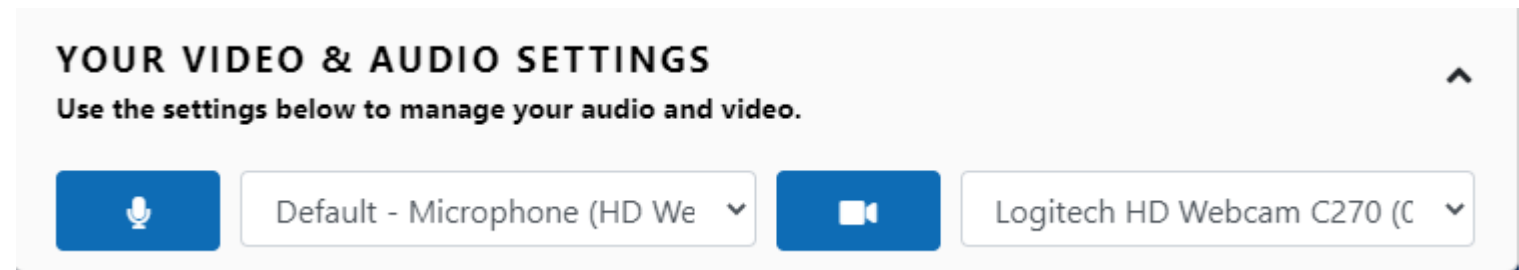 YOUR VIDEO & AUDIO SETTINGS
Use the settings below to manage your audio and video.
Default - Microphone (HD We
Logitech HD Webcam C270 (0